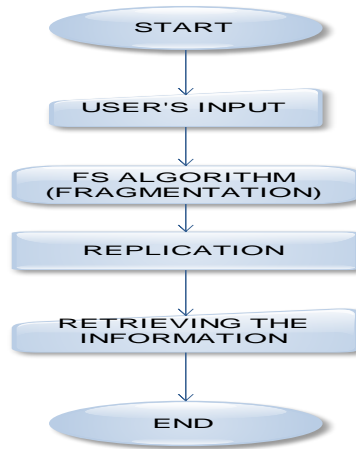 START
USER'S INPUT
FS ALGORITHM
(FRAGMENTATION)
REPLICATION
RETRIEVING THE
INFORMATION
END